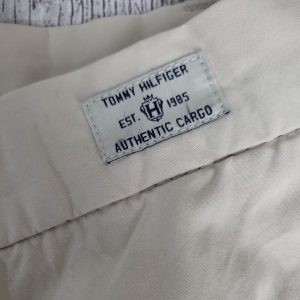 TOMMY HILFIGER
EST. H 1985
AUTHENTIC CARGO